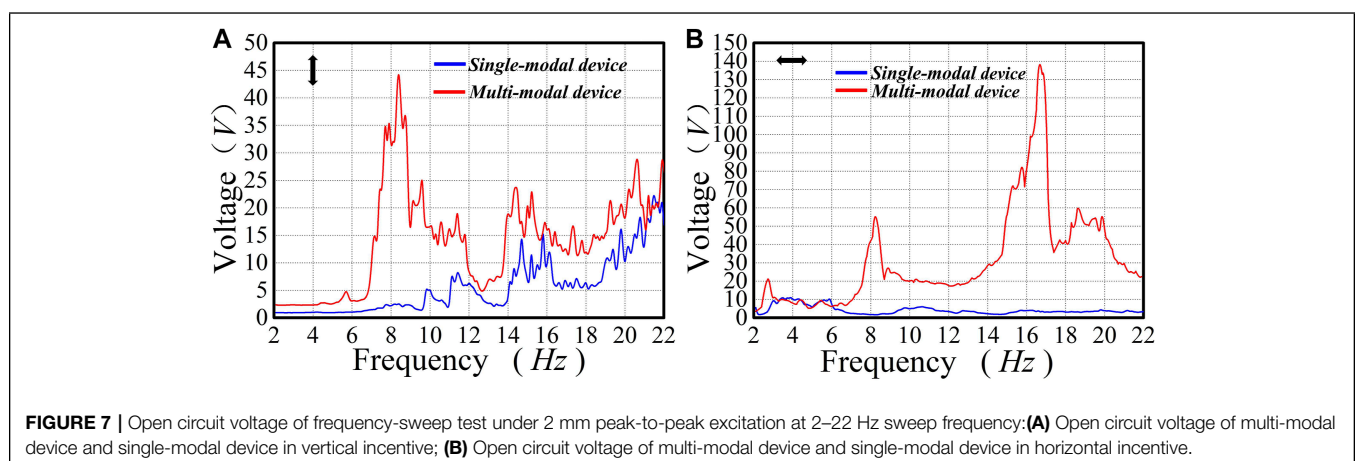 A
50
45
40
35
30
25
20
15
10
5
0
Voltage (V)
Single-modal device
Multi-modal device
2 4 6 8 10 12 14 16 18 20 22
Frequency (Hz)
B
150
140
130
120
110
100
90
80
70
60
50
40
30
20
10
0
Voltage (V)
Single-modal device
Multi-modal device
2 4 6 8 10 12 14 16 18 20 22
Frequency (Hz)
FIGURE 7 | Open circuit voltage of frequency-sweep test under 2 mm peak-to-peak excitation at 2–22 Hz sweep frequency:(A) Open circuit voltage of multi-modal
device and single-modal device in vertical incentive; (B) Open circuit voltage of multi-modal device and single-modal device in horizontal incentive.